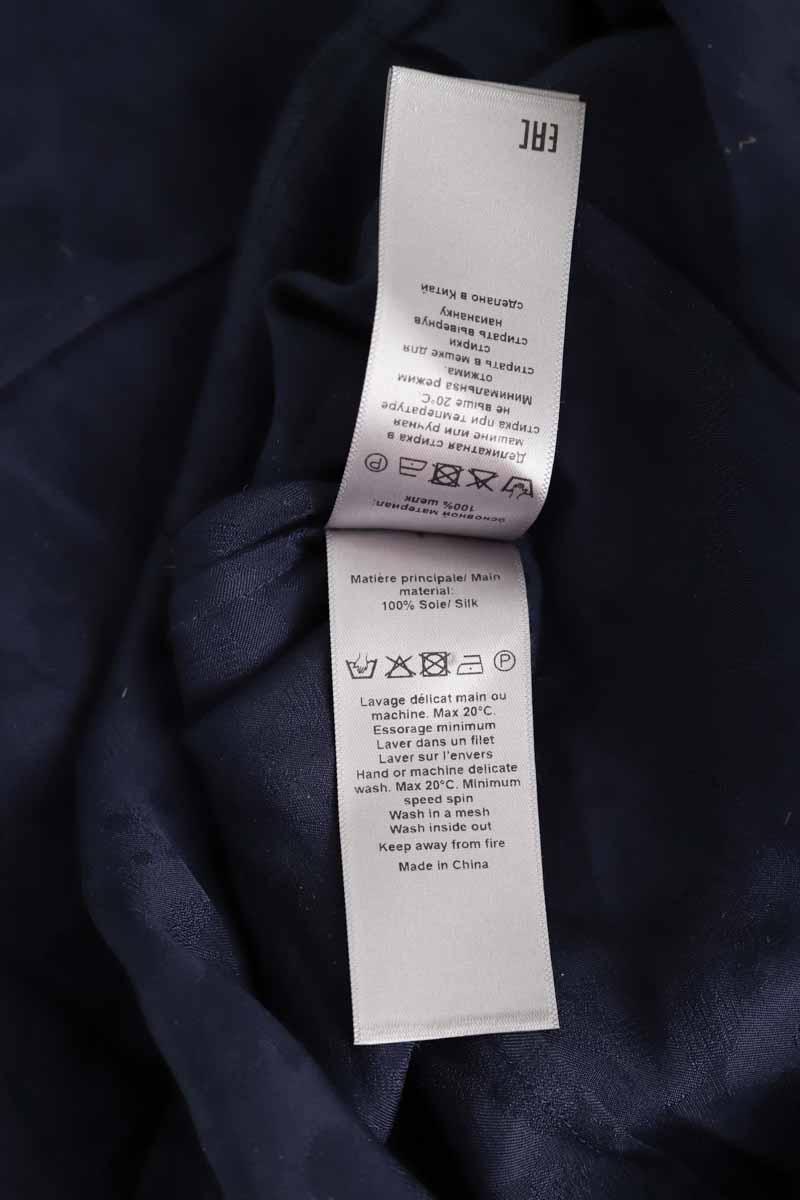 EAC
сделано в Китай
наизнанку
стирать вывернув
стирки
стирать в мешке для
отжима.
Минимальная режим
не выше 20°C.
стирка при температуре
машине или ручная
Деликатная стирка в
P
100% шелк
основной материал:
Matière principale/ Main
material:
100% Soie/ Silk
P
Lavage délicat main ou
machine. Max 20°C.
Essorage minimum
Laver dans un filet
Laver sur l'envers
Hand or machine delicate
wash. Max 20°C. Minimum
speed spin
Wash in a mesh
Wash inside out
Keep away from fire
Made in China